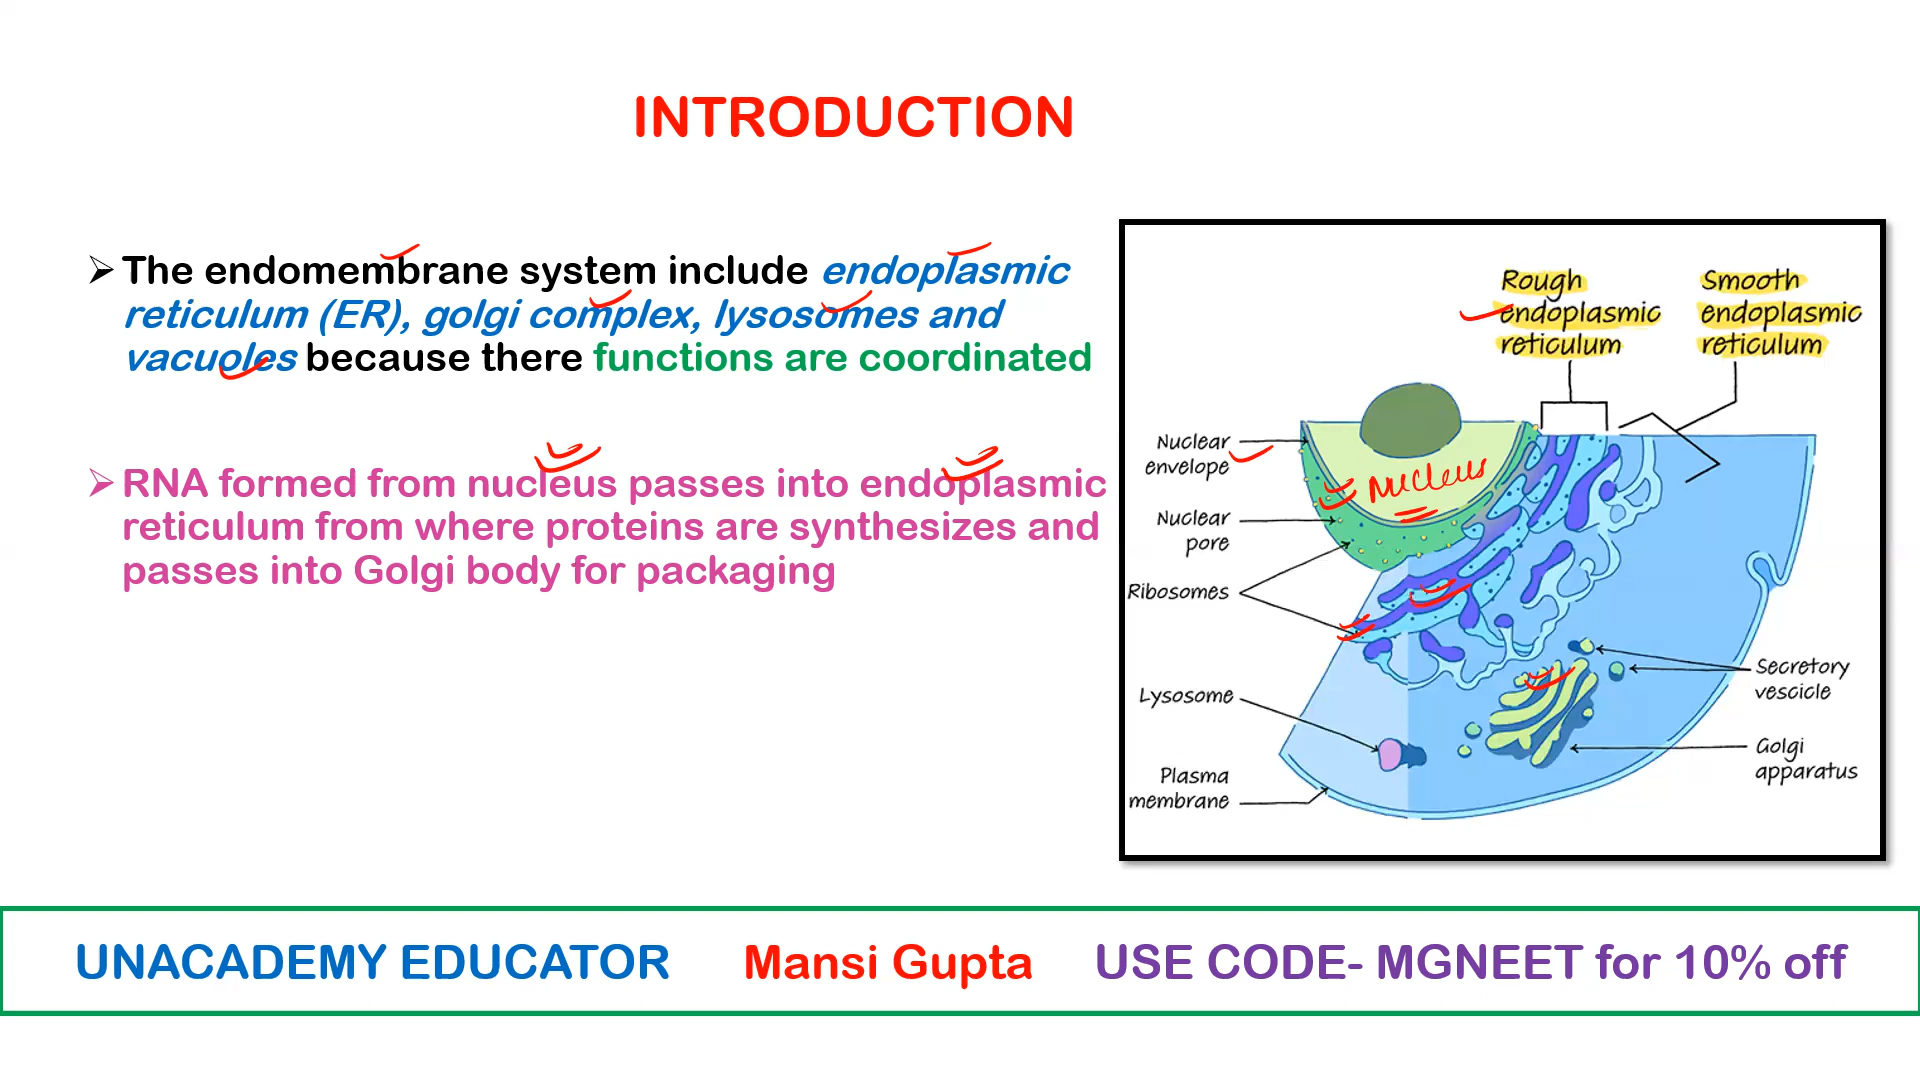 INTRODUCTION
➢The endomembrane system include endoplasmic
reticulum (ER), golgi complex, lysosomes and
vacuoles because there functions are coordinated
➢RNA formed from nucleus passes into endoplasmic
reticulum from where proteins are synthesizes and
passes into Golgi body for packaging
Rough
endoplasmic
reticulum
Smooth
endoplasmic
reticulum
Nuclear
envelope
Nucleus
Nuclear
pore
Ribosomes
Lysosome
Plasma
membrane
Secretory
vescicle
Golgi
apparatus
UNACADEMY EDUCATOR Mansi Gupta USE CODE- MGNEET for 10% off